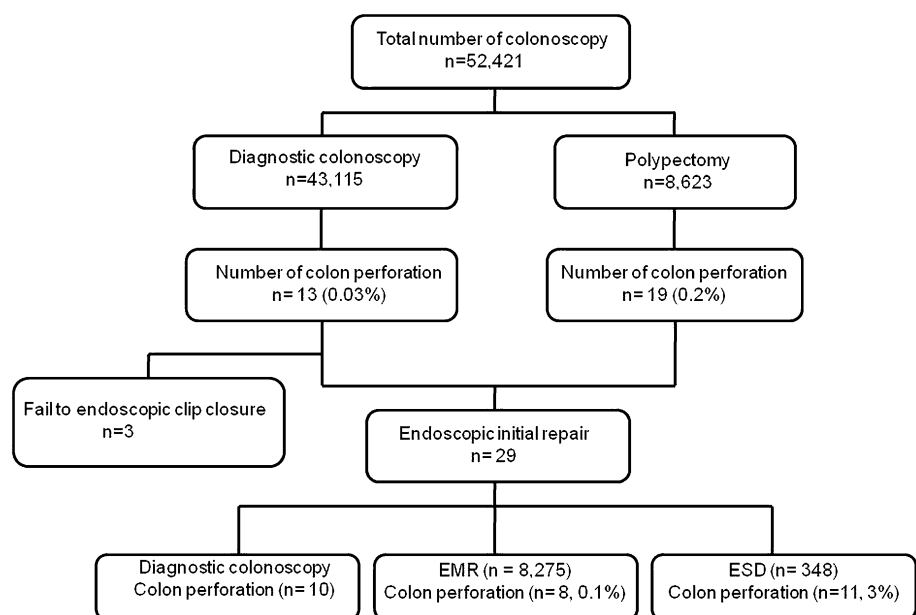 Total number of colonoscopy
n=52,421
Diagnostic colonoscopy
n=43,115
Polypectomy
n=8,623
Number of colon perforation
n= 13 (0.03%)
Number of colon perforation
n= 19 (0.2%)
Fail to endoscopic clip closure
n=3
Endoscopic initial repair
n= 29
Diagnostic colonoscopy
Colon perforation (n= 10)
EMR (n = 8,275)
Colon perforation (n=8, 0.1%)
ESD (n= 348)
Colon perforation (n=11, 3%)